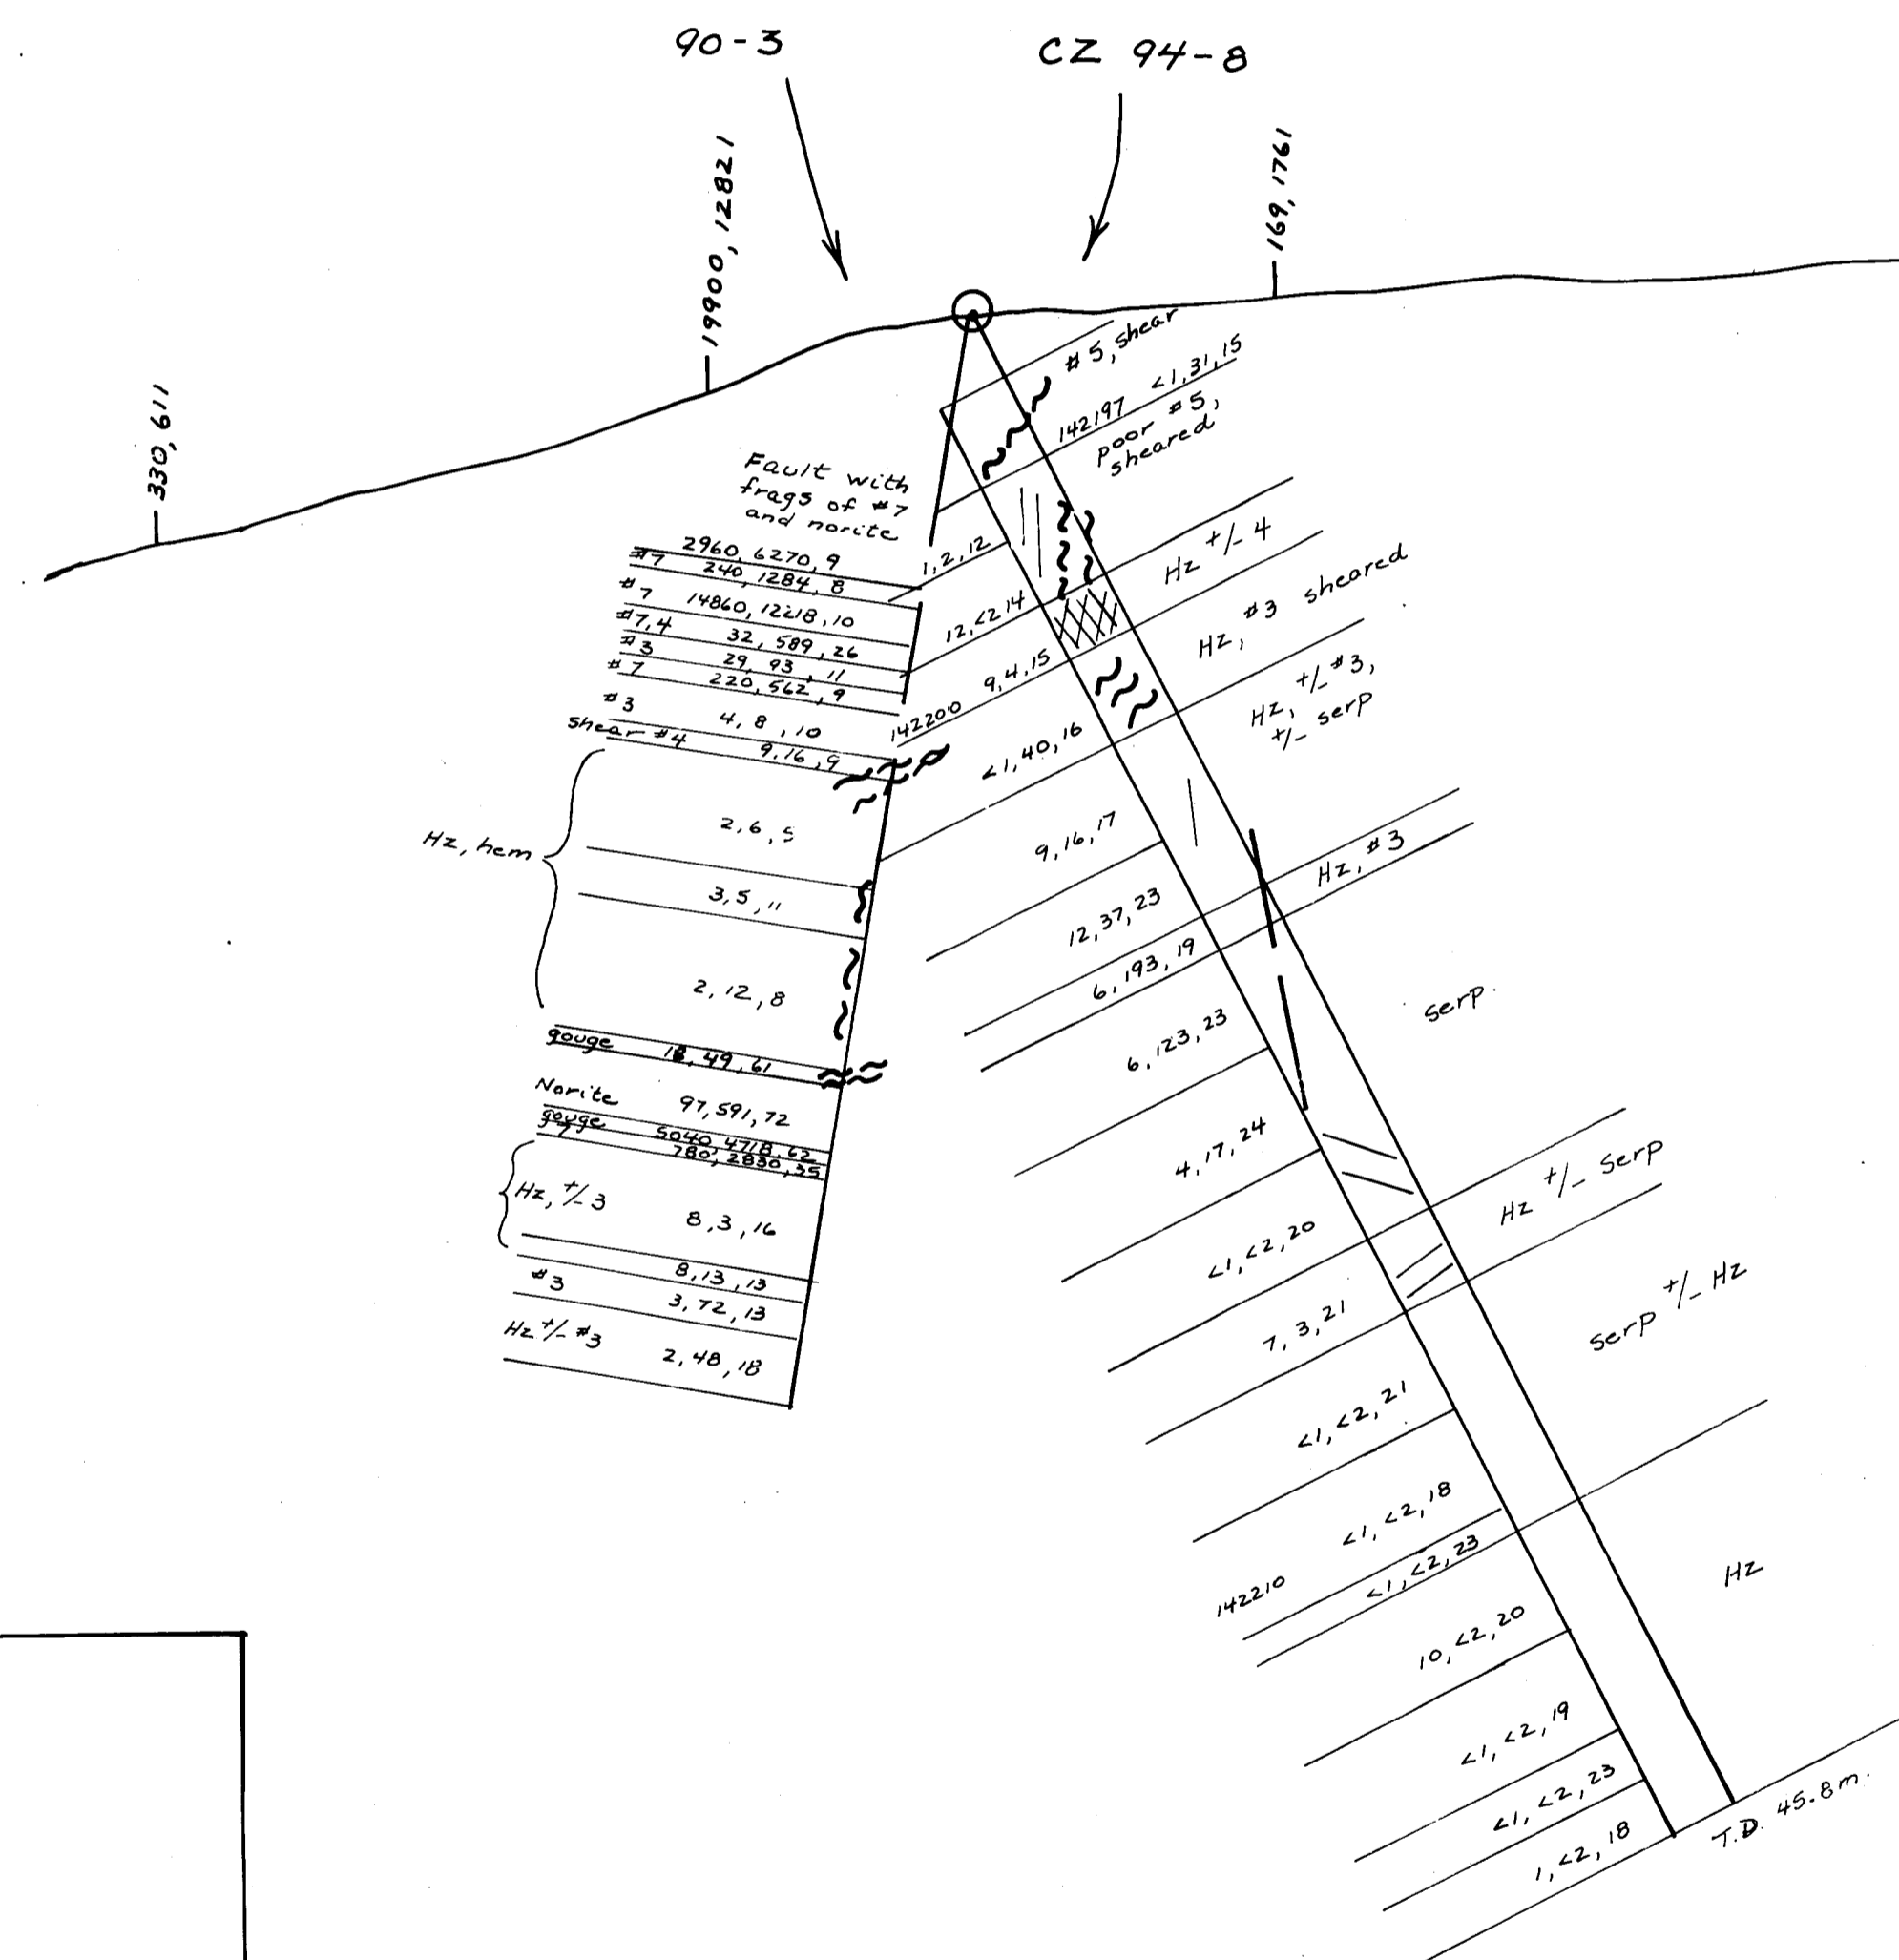 90-3
CZ 94-8
330, 611
19900, 12821
169, 1761
Fault with
frags of #7
and norite
2960, 6270, 9
#7 240, 1284, 8
#7 14860, 12218, 10
#7,4 32, 589, 26
#3 29, 93, 11
#7 220, 562, 9
#3 4, 8, 10
shear #4 9, 16, 9
Hz, hem
2, 6, 5
3, 5, 11
2, 12, 8
gouge 18, 49, 61
Norite 97, 591, 72
gouge 5040, 4718, 62
7 780, 2830, 35
Hz, +/- 3 8, 3, 16
8, 13, 13
#3 3, 72, 13
Hz +/- #3 2, 48, 18
#5, shear
142197 <1, 31, 15
poor #5,
sheared
1, 2, 12
12, <2 14
Hz +/- 4
142200 9, 4, 15
Hz, #3 sheared
<1, 40, 16
Hz, +/- #3,
+/- serp
9, 16, 17
12, 37, 23
6, 193, 19
Hz, #3
6, 123, 23
serp.
4, 17, 24
<1, <2, 20
Hz +/- serp
7, 3, 21
serp +/- Hz
<1, <2, 21
<1, <2, 18
142210
<1, <2, 23
Hz
10, <2, 20
<1, <2, 19
<1, <2, 23
1, <2, 18
T.D. 45.8m.